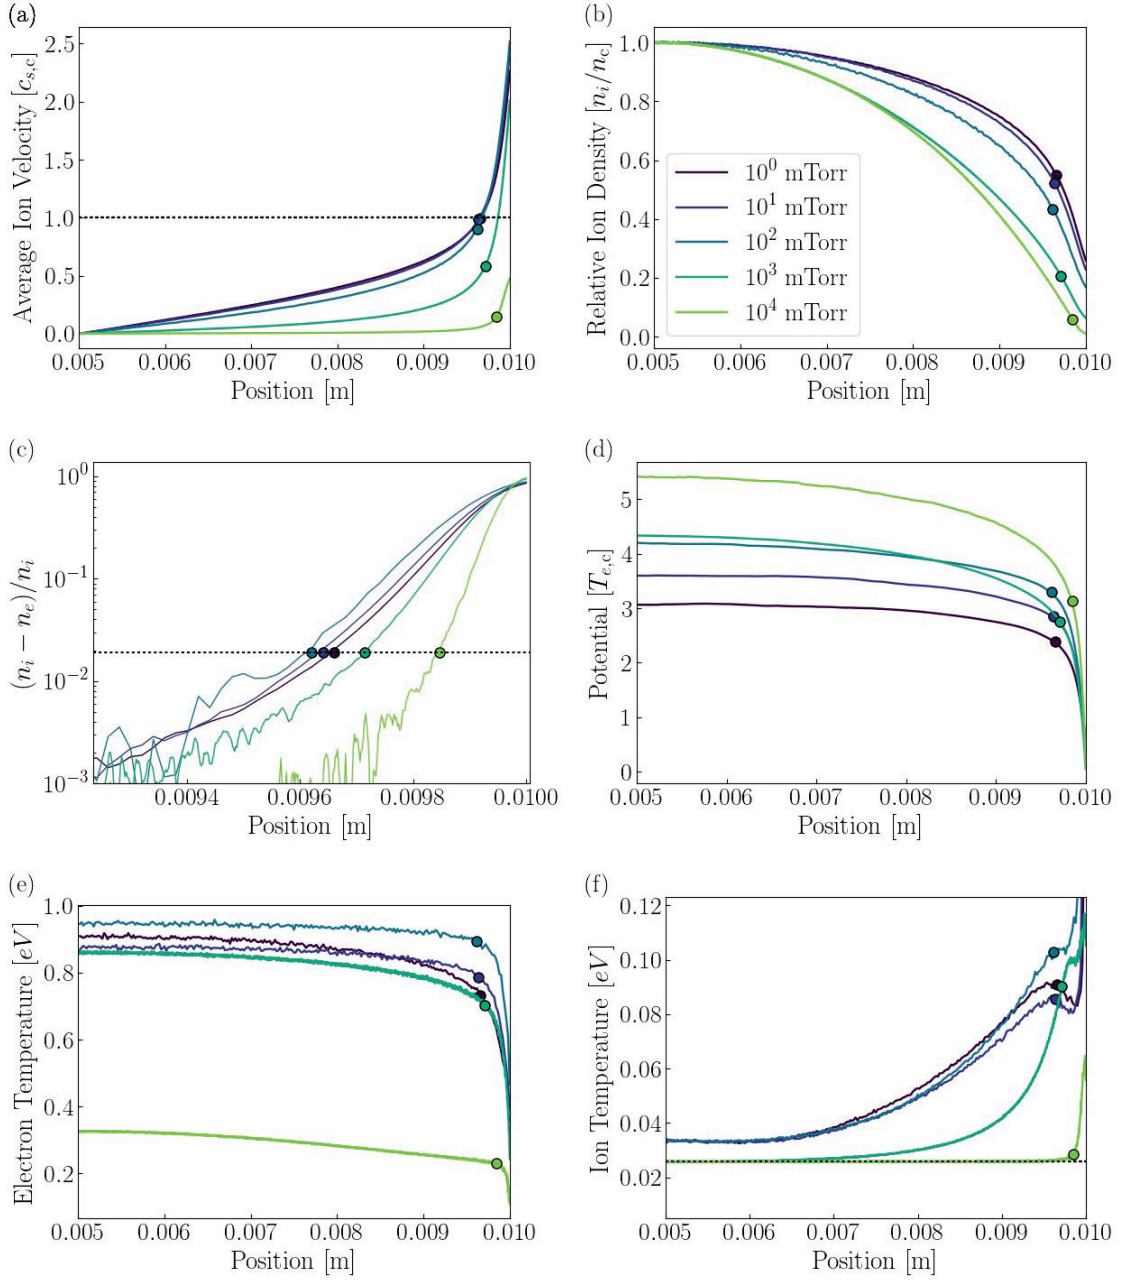 (a)
Average Ion Velocity [c_{s,c}]
2.5
2.0
1.5
1.0
0.5
0.0
0.005 0.006 0.007 0.008 0.009 0.010
Position [m]
(b)
Relative Ion Density [n_i/n_c]
1.0
0.8
0.6
0.4
0.2
0.0
10^0 mTorr
10^1 mTorr
10^2 mTorr
10^3 mTorr
10^4 mTorr
0.005 0.006 0.007 0.008 0.009 0.010
Position [m]
(c)
(n_i − n_e)/n_i
10^0
10^{−1}
10^{−2}
10^{−3}
0.0094 0.0096 0.0098 0.0100
Position [m]
(d)
Potential [T_{e,c}]
5
4
3
2
1
0
0.005 0.006 0.007 0.008 0.009 0.010
Position [m]
(e)
Electron Temperature [eV]
1.0
0.8
0.6
0.4
0.2
0.005 0.006 0.007 0.008 0.009 0.010
Position [m]
(f)
Ion Temperature [eV]
0.12
0.10
0.08
0.06
0.04
0.02
0.005 0.006 0.007 0.008 0.009 0.010
Position [m]